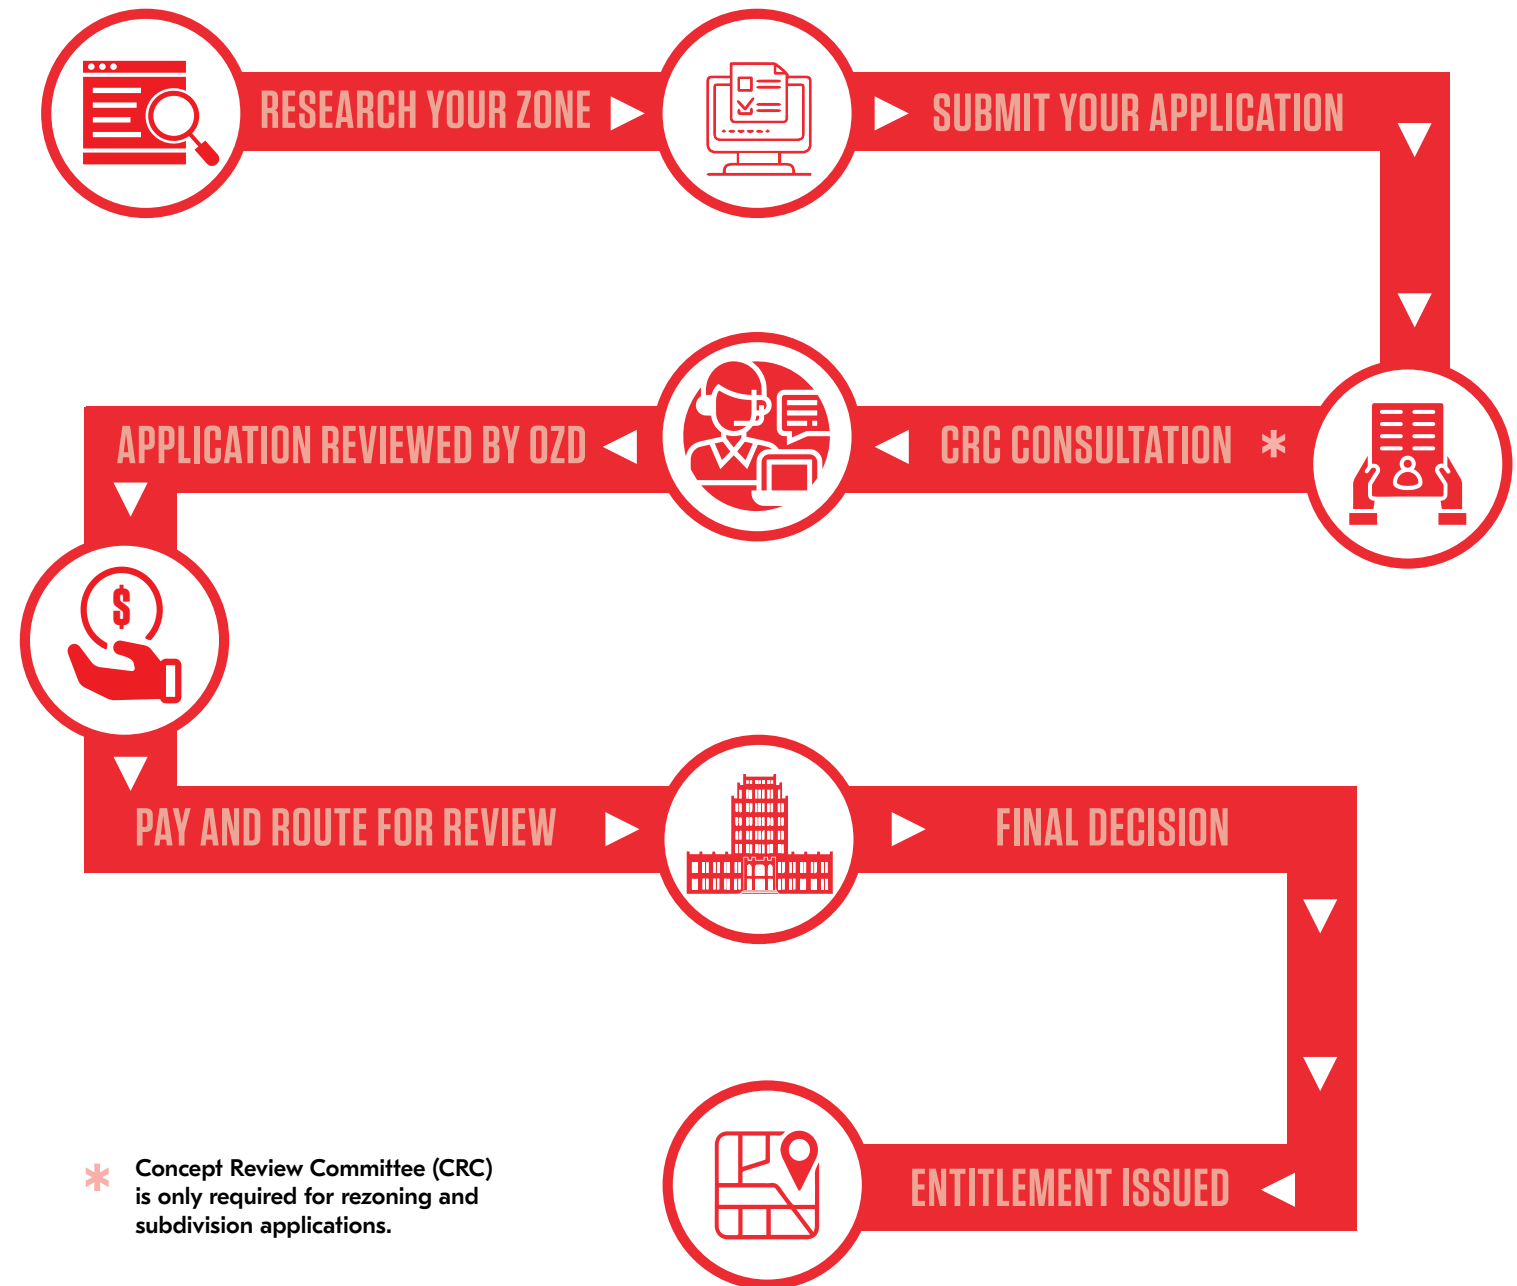 RESEARCH YOUR ZONE
SUBMIT YOUR APPLICATION
CRC CONSULTATION *
APPLICATION REVIEWED BY OZD
$
PAY AND ROUTE FOR REVIEW
FINAL DECISION
ENTITLEMENT ISSUED
* Concept Review Committee (CRC)
is only required for rezoning and
subdivision applications.